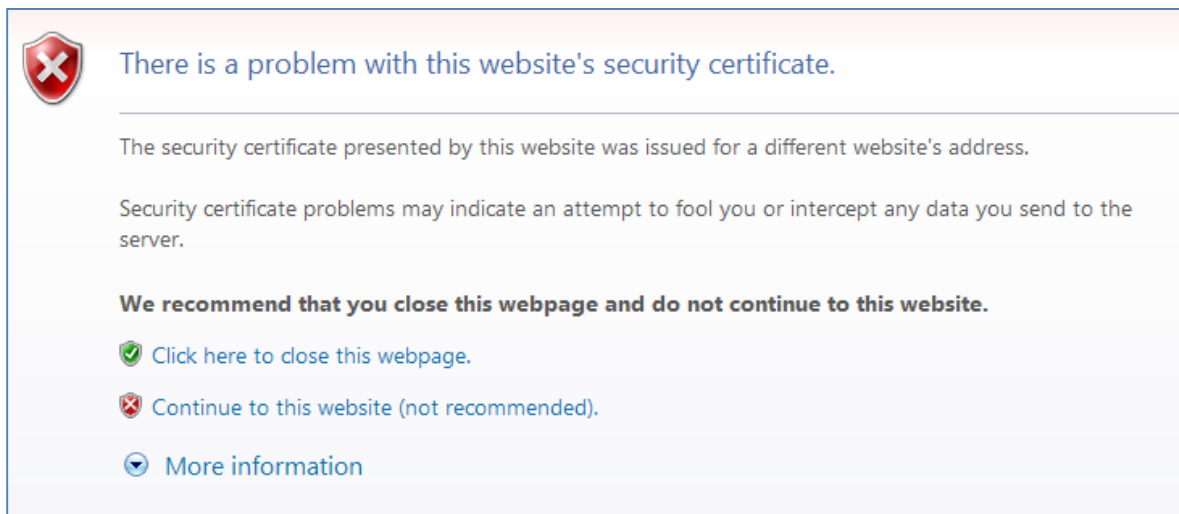 There is a problem with this website's security certificate.
The security certificate presented by this website was issued for a different website's address.
Security certificate problems may indicate an attempt to fool you or intercept any data you send to the
server.
We recommend that you close this webpage and do not continue to this website.
Click here to close this webpage.
Continue to this website (not recommended).
More information